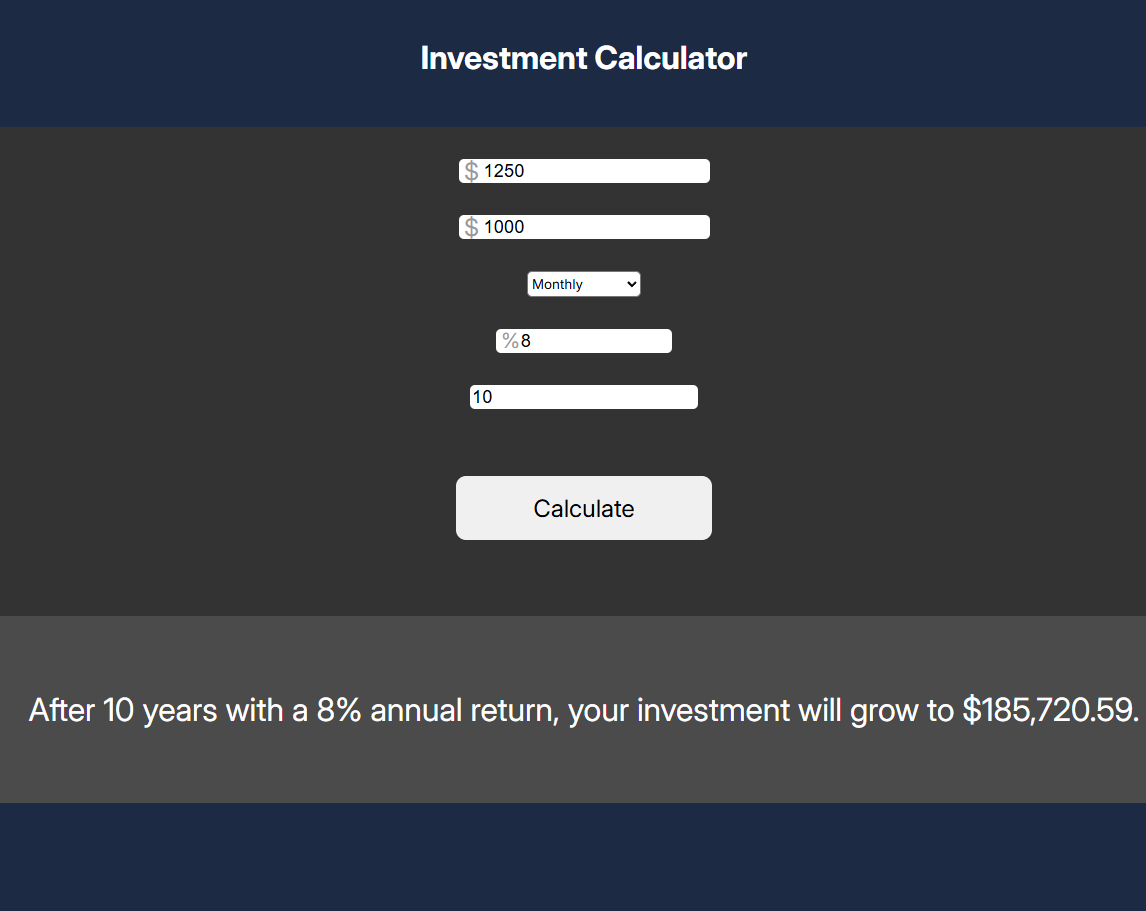 Investment Calculator
$ 1250
$ 1000
Monthly
%8
10
Calculate
After 10 years with a 8% annual return, your investment will grow to $185,720.59.